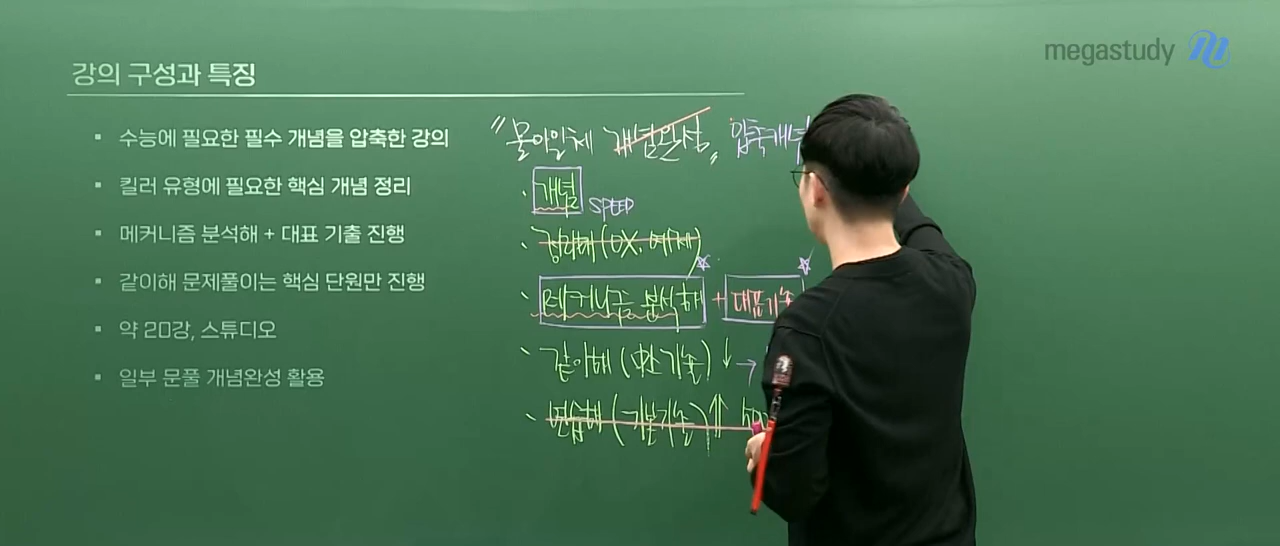 megastudy
강의 구성과 특징
수능에 필요한 필수 개념을 압축한 강의
킬러 유형에 필요한 핵심 개념 정리
메커니즘 분석해 + 대표 기출 진행
같이해 문제풀이는 핵심 단원만 진행
약 20강, 스튜디오
일부 문풀 개념완성 활용
"물아일체 개념완성" 압축개념
· 개념 SPEED
· 정확해 (OX, 예제)
· 메커니즘 분석해 + 대표기출
· 같이해 (中上 기출) ↓ →
· 연습해 (기본기출) ⇈